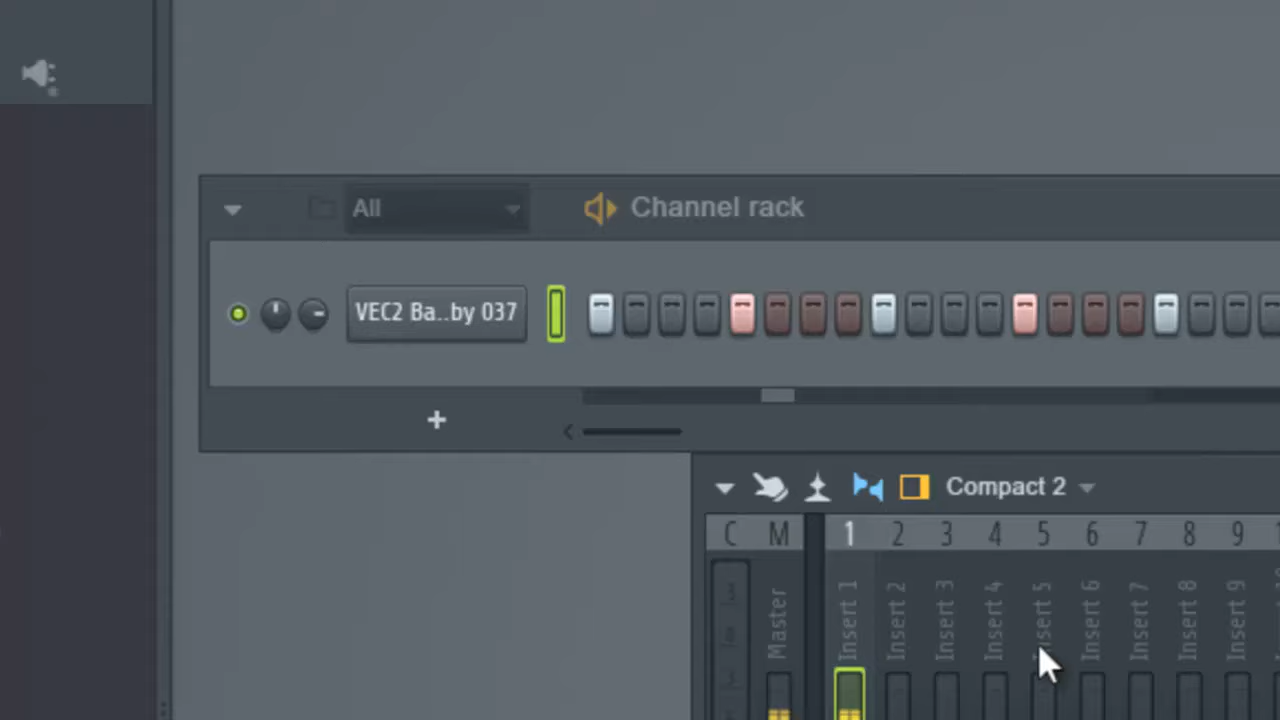 All
Channel rack
VEC2 Ba..by 037
+
Compact 2
C M 1 2 3 4 5 6 7 8 9
Master
Insert 1
Insert 2
Insert 3
Insert 4
Insert 5
Insert 6
Insert 7
Insert 8
Insert 9